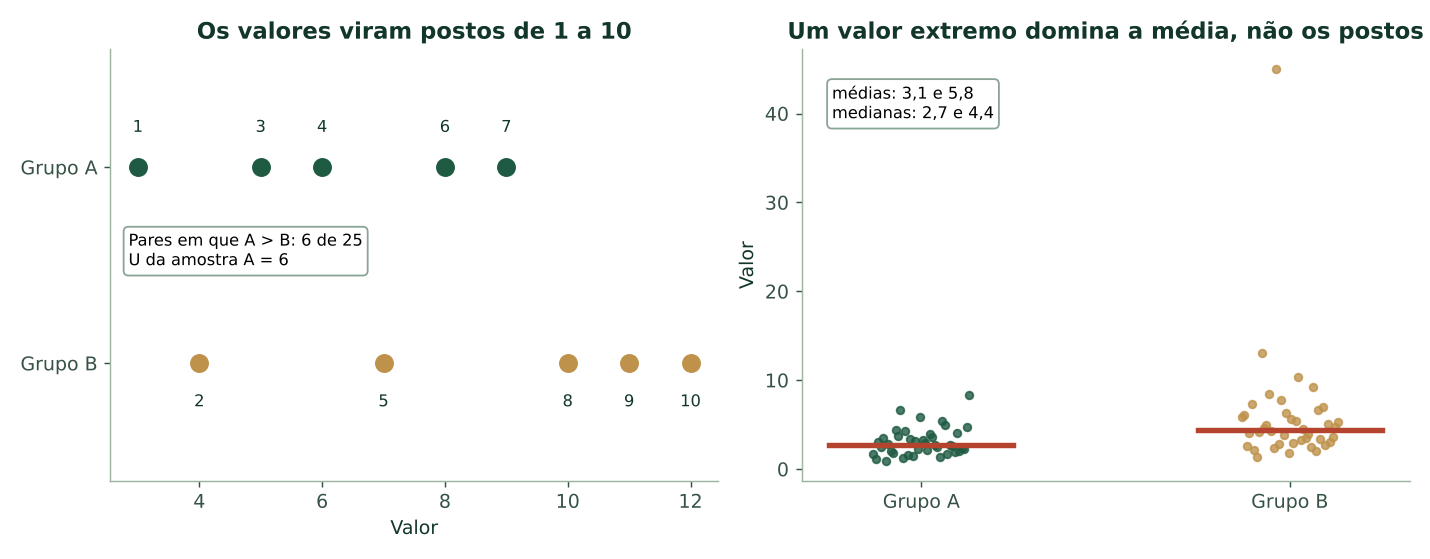 Os valores viram postos de 1 a 10
1 3 4 6 7
Grupo A
Pares em que A > B: 6 de 25
U da amostra A = 6
Grupo B
2 5 8 9 10
4 6 8 10 12
Valor
Um valor extremo domina a média, não os postos
médias: 3,1 e 5,8
medianas: 2,7 e 4,4
Valor
40
30
20
10
0
Grupo A Grupo B